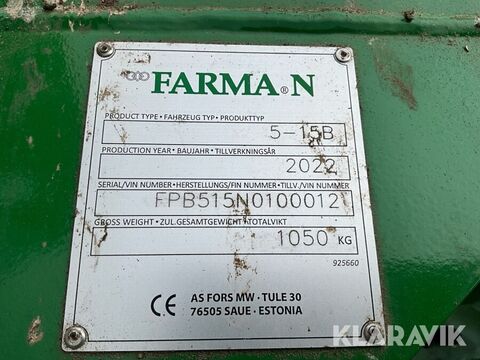 FARMA®N
PRODUCT TYPE • FAHRZEUG TYP • PRODUKTTYP
5-15B
PRODUCTION YEAR • BAUJAHR • TILLVERKNINGSÅR
2022
SERIAL/VIN NUMBER • HERSTELLUNGS/FIN NUMMER • TILLV./VIN NUMMER
FPB515N0100012
GROSS WEIGHT • ZUL.GESAMTGEWICHT • TOTALVIKT
1050 KG
925660
CE AS FORS MW • TULE 30
76505 SAUE • ESTONIA
KLARAVIK